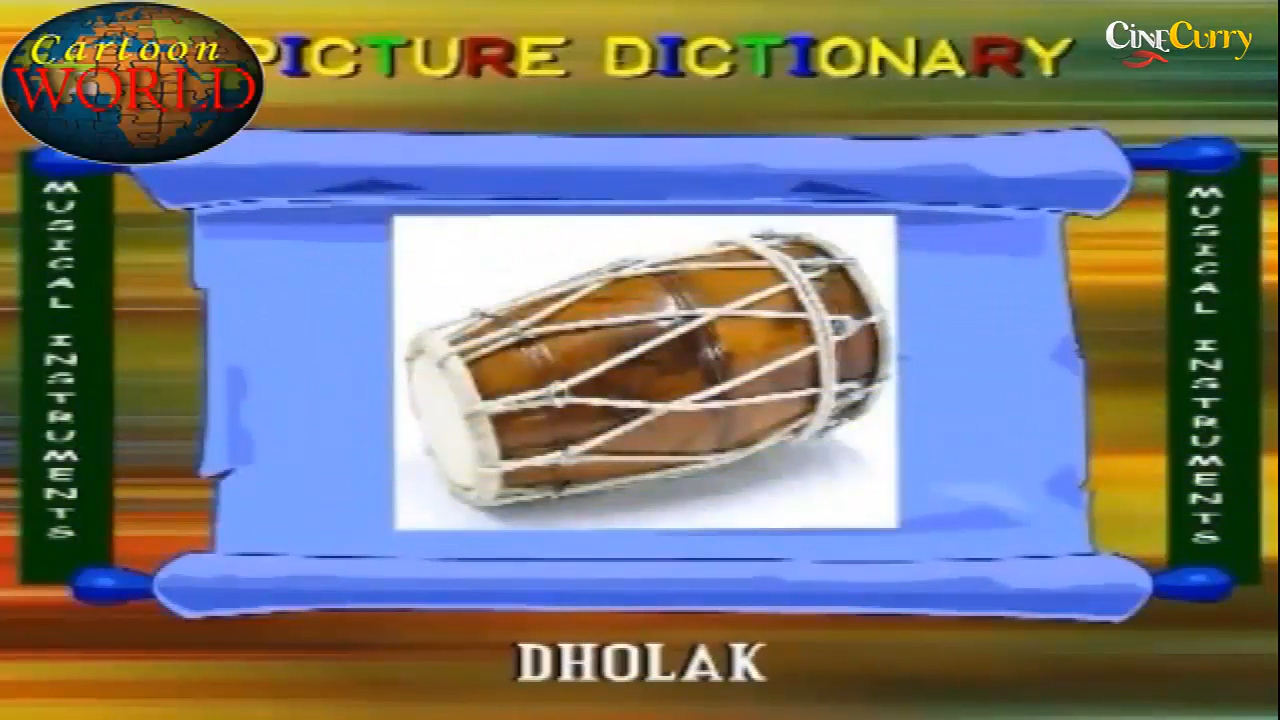 Cartoon
WORLD
PICTURE DICTIONARY
CINECURRY
MUSICAL INSTRUMENTS
MUSICAL INSTRUMENTS
DHOLAK